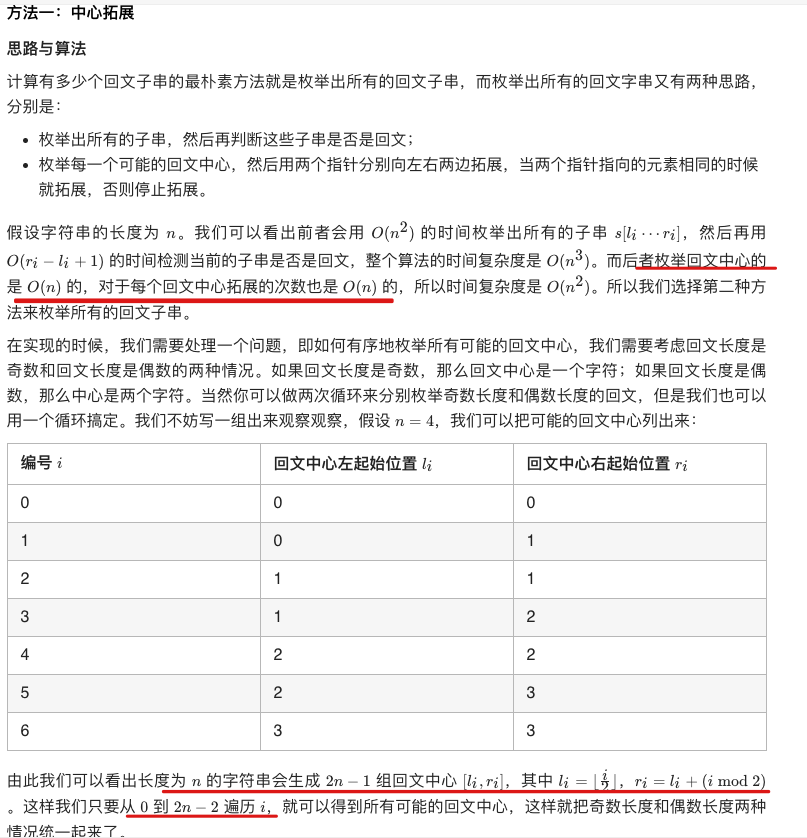 方法一：中心拓展
思路与算法
计算有多少个回文子串的最朴素方法就是枚举出所有的回文子串，而枚举出所有的回文字串又有两种思路，
分别是：
• 枚举出所有的子串，然后再判断这些子串是否是回文；
• 枚举每一个可能的回文中心，然后用两个指针分别向左右两边拓展，当两个指针指向的元素相同的时候
就拓展，否则停止拓展。
假设字符串的长度为 n。我们可以看出前者会用 O(n²) 的时间枚举出所有的子串 s[lᵢ⋯rᵢ]，然后再用
O(rᵢ − lᵢ + 1) 的时间检测当前的子串是否是回文，整个算法的时间复杂度是 O(n³)。而后者枚举回文中心的
是 O(n) 的，对于每个回文中心拓展的次数也是 O(n) 的，所以时间复杂度是 O(n²)。所以我们选择第二种方
法来枚举所有的回文子串。
在实现的时候，我们需要处理一个问题，即如何有序地枚举所有可能的回文中心，我们需要考虑回文长度是
奇数和回文长度是偶数的两种情况。如果回文长度是奇数，那么回文中心是一个字符；如果回文长度是偶
数，那么中心是两个字符。当然你可以做两次循环来分别枚举奇数长度和偶数长度的回文，但是我们也可以
用一个循环搞定。我们不妨写一组出来观察观察，假设 n = 4，我们可以把可能的回文中心列出来：
编号 i 回文中心左起始位置 lᵢ 回文中心右起始位置 rᵢ
0 0 0
1 0 1
2 1 1
3 1 2
4 2 2
5 2 3
6 3 3
由此我们可以看出长度为 n 的字符串会生成 2n − 1 组回文中心 [lᵢ, rᵢ]，其中 lᵢ = ⌊i/2⌋，rᵢ = lᵢ + (i mod 2)
。这样我们只要从 0 到 2n − 2 遍历 i，就可以得到所有可能的回文中心，这样就把奇数长度和偶数长度两种
情况统一起来了。